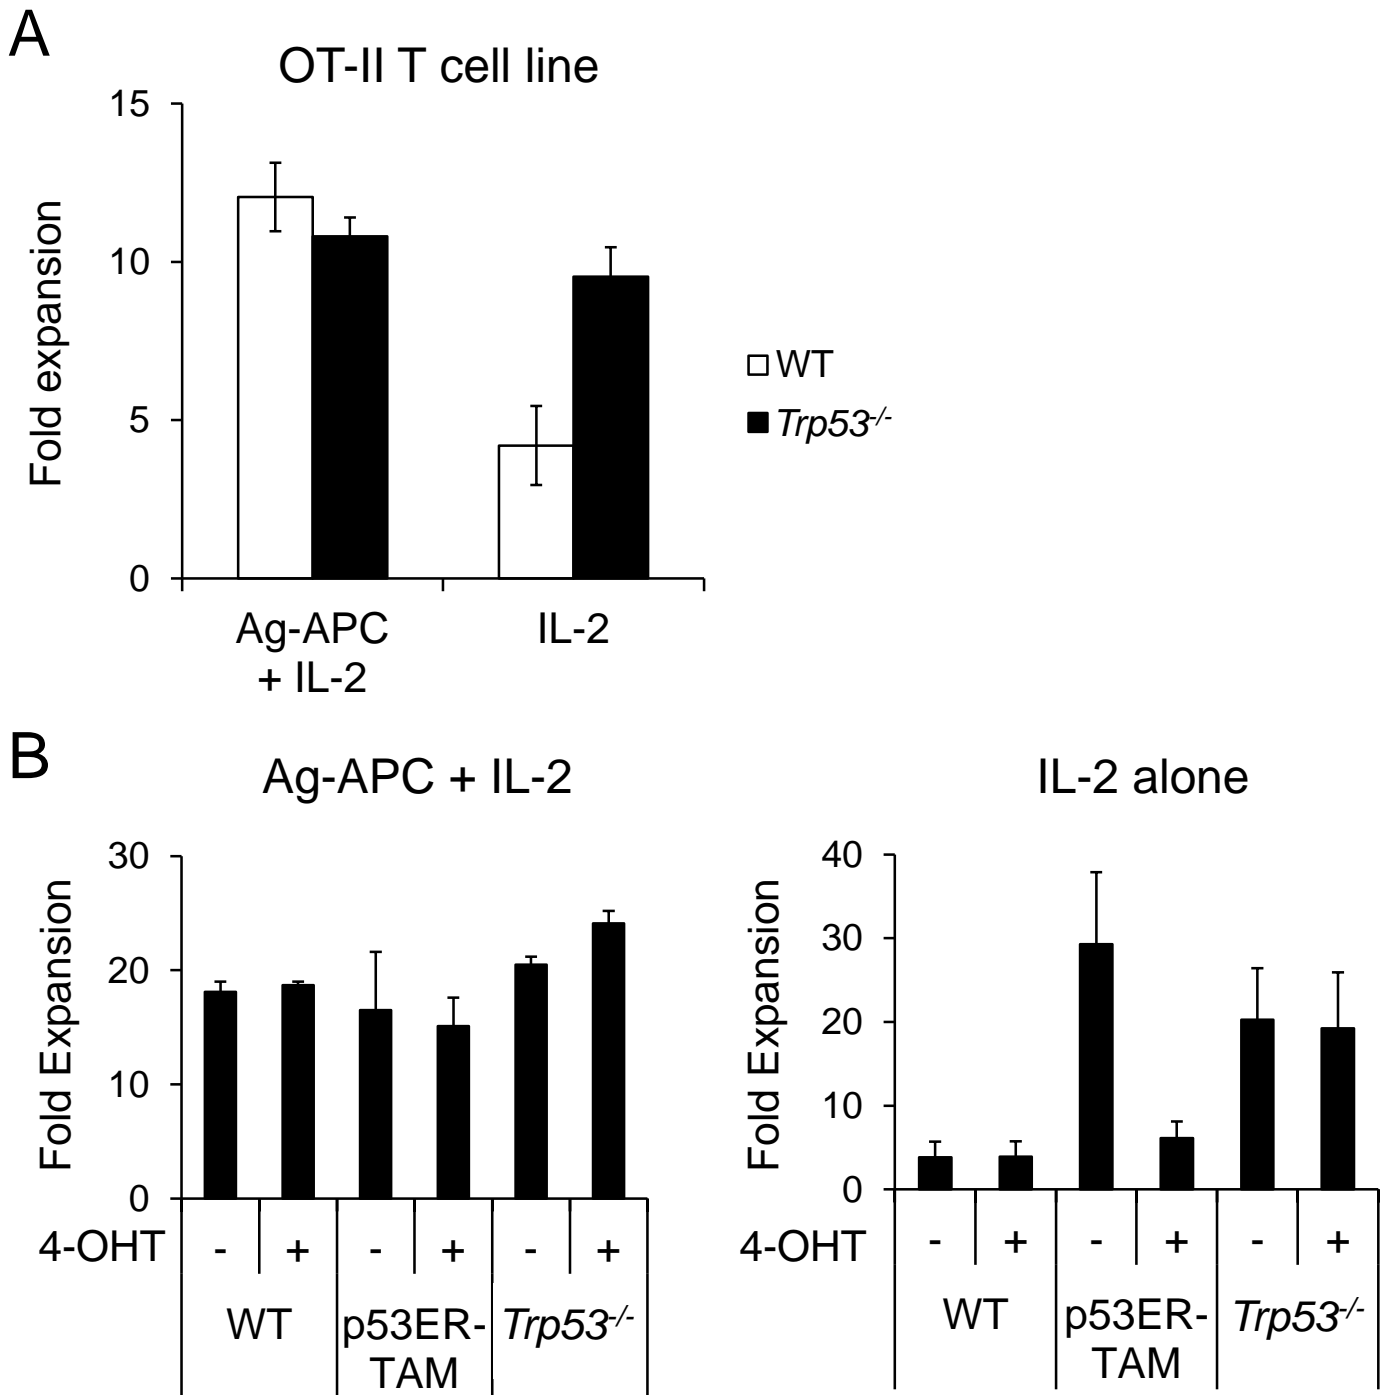 A
OT-II T cell line
15
10
5
0
Fold expansion
Ag-APC
+ IL-2
IL-2
WT
Trp53-/-
B
Ag-APC + IL-2
30
20
10
0
Fold Expansion
4-OHT - + - + - +
WT p53ER-TAM Trp53-/-
IL-2 alone
40
30
20
10
0
Fold Expansion
4-OHT - + - + - +
WT p53ER-TAM Trp53-/-